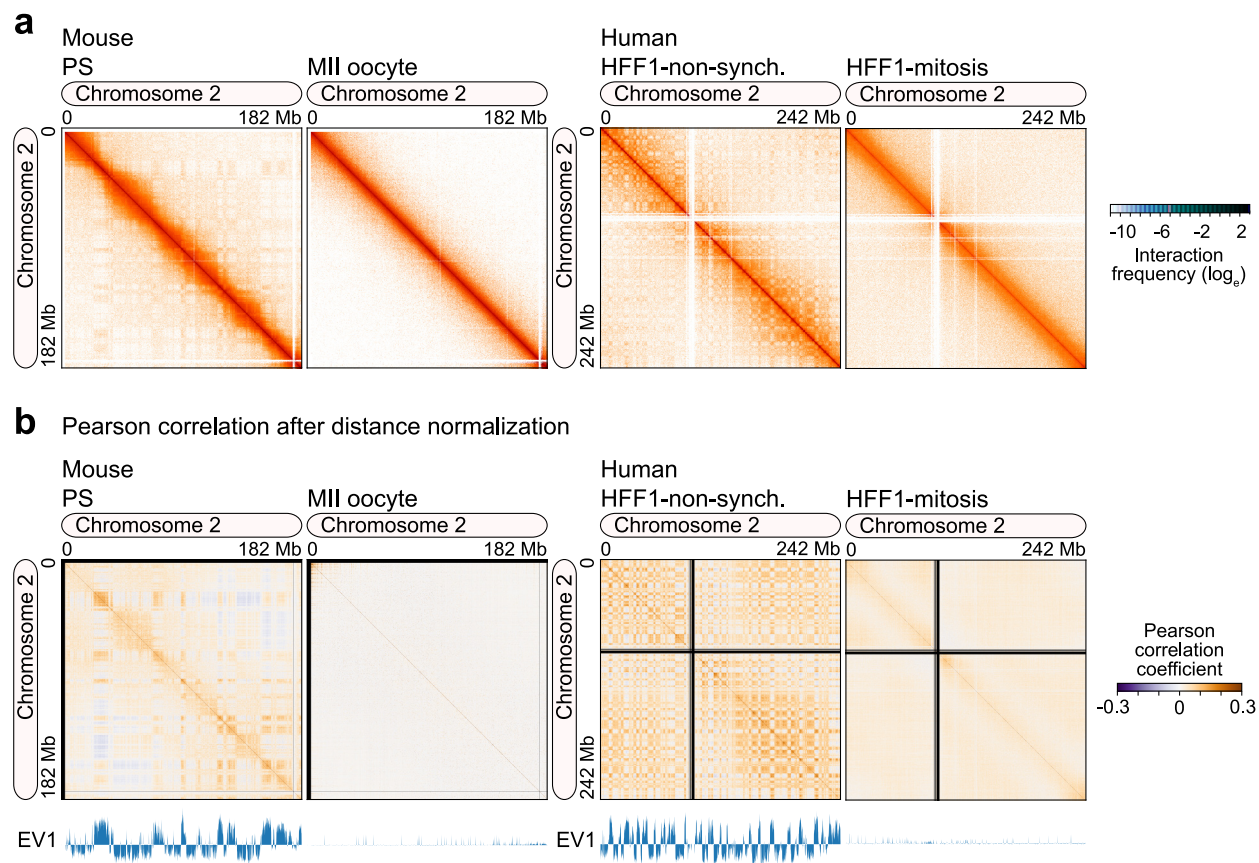 a
Mouse
PS
MII oocyte
Human
HFF1-non-synch.
HFF1-mitosis
Chromosome 2
Chromosome 2
Chromosome 2
Chromosome 2
0
182 Mb
0
182 Mb
0
242 Mb
0
242 Mb
0
Chromosome 2
182 Mb
0
Chromosome 2
242 Mb
-10 -6 -2 2
Interaction
frequency (logₑ)
b
Pearson correlation after distance normalization
Mouse
PS
MII oocyte
Human
HFF1-non-synch.
HFF1-mitosis
Chromosome 2
Chromosome 2
Chromosome 2
Chromosome 2
0
182 Mb
0
182 Mb
0
242 Mb
0
242 Mb
0
Chromosome 2
182 Mb
0
Chromosome 2
242 Mb
Pearson
correlation
coefficient
-0.3 0 0.3
EV1
EV1